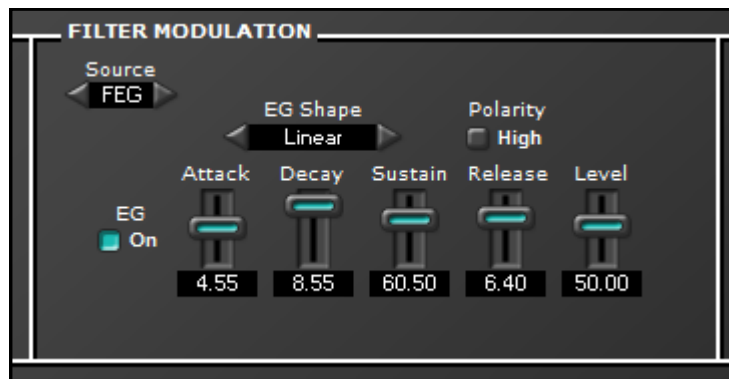 FILTER MODULATION
Source
FEG
EG Shape
Polarity
Linear
High
Attack Decay Sustain Release Level
EG
On
4.55 8.55 60.50 6.40 50.00